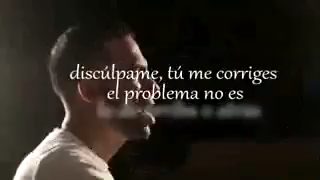 discúlpame, tú me corriges
el problema no es